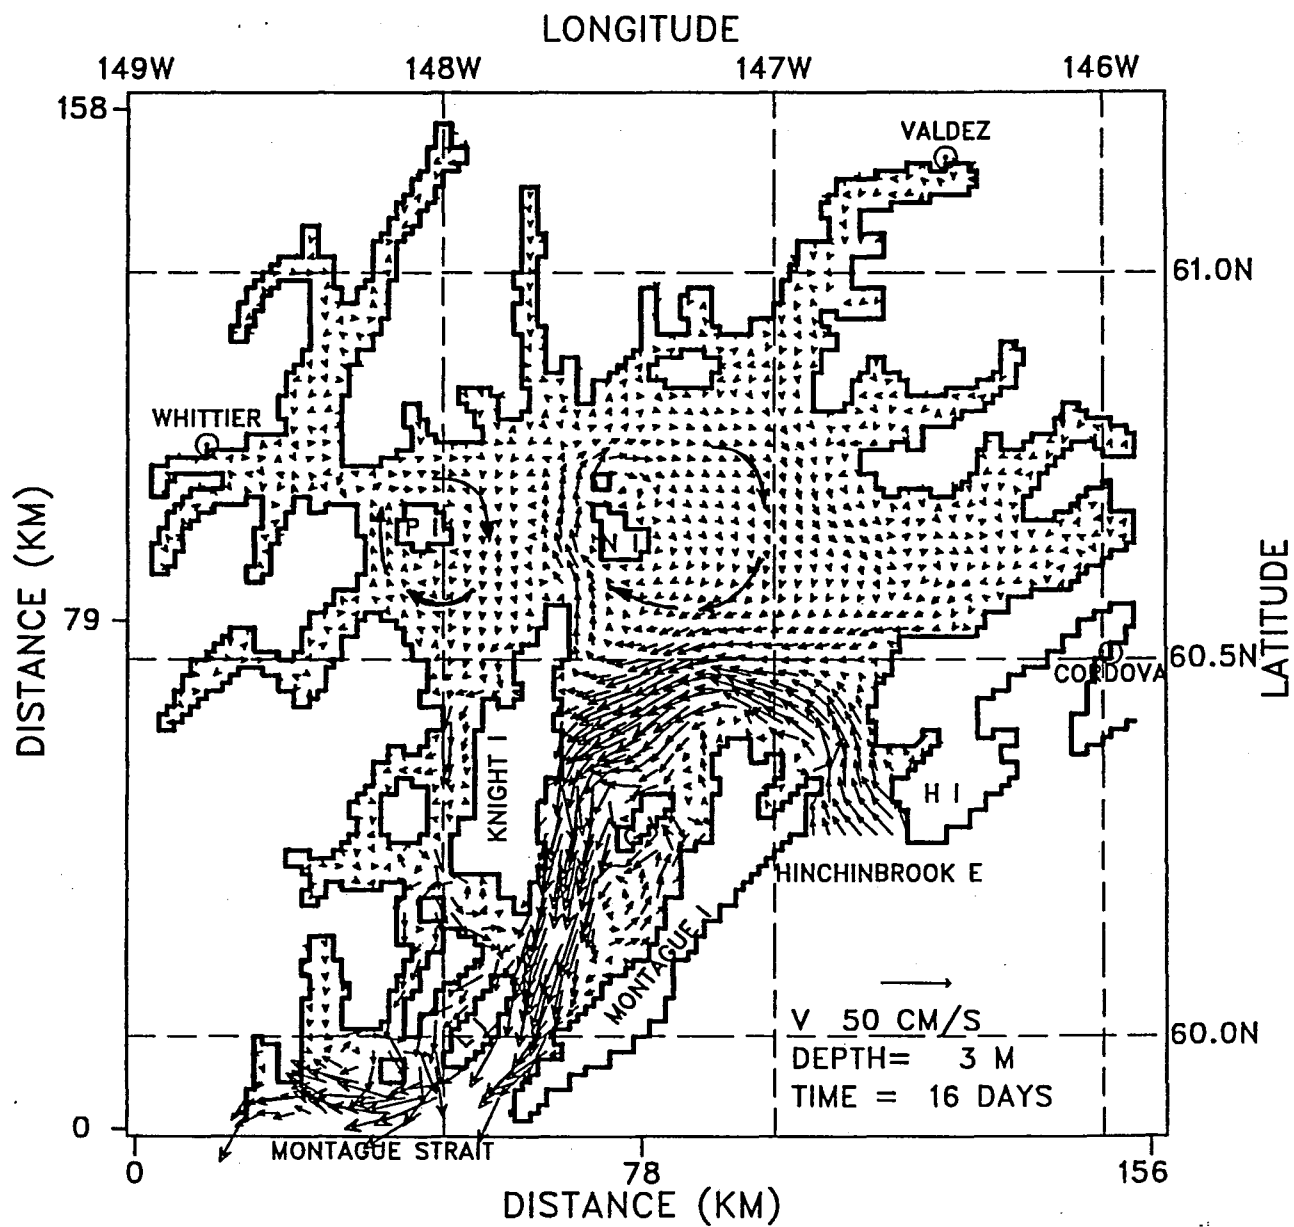 LONGITUDE
149W 148W 147W 146W
158
VALDEZ
61.0N
WHITTIER
P I
N I
DISTANCE (KM)
79
LATITUDE
60.5N
CORDOVA
KNIGHT I
H I
HINCHINBROOK E
MONTAGUE I
V 50 CM/S
60.0N
DEPTH= 3 M
TIME = 16 DAYS
0
MONTAGUE STRAIT
0 78 156
DISTANCE (KM)